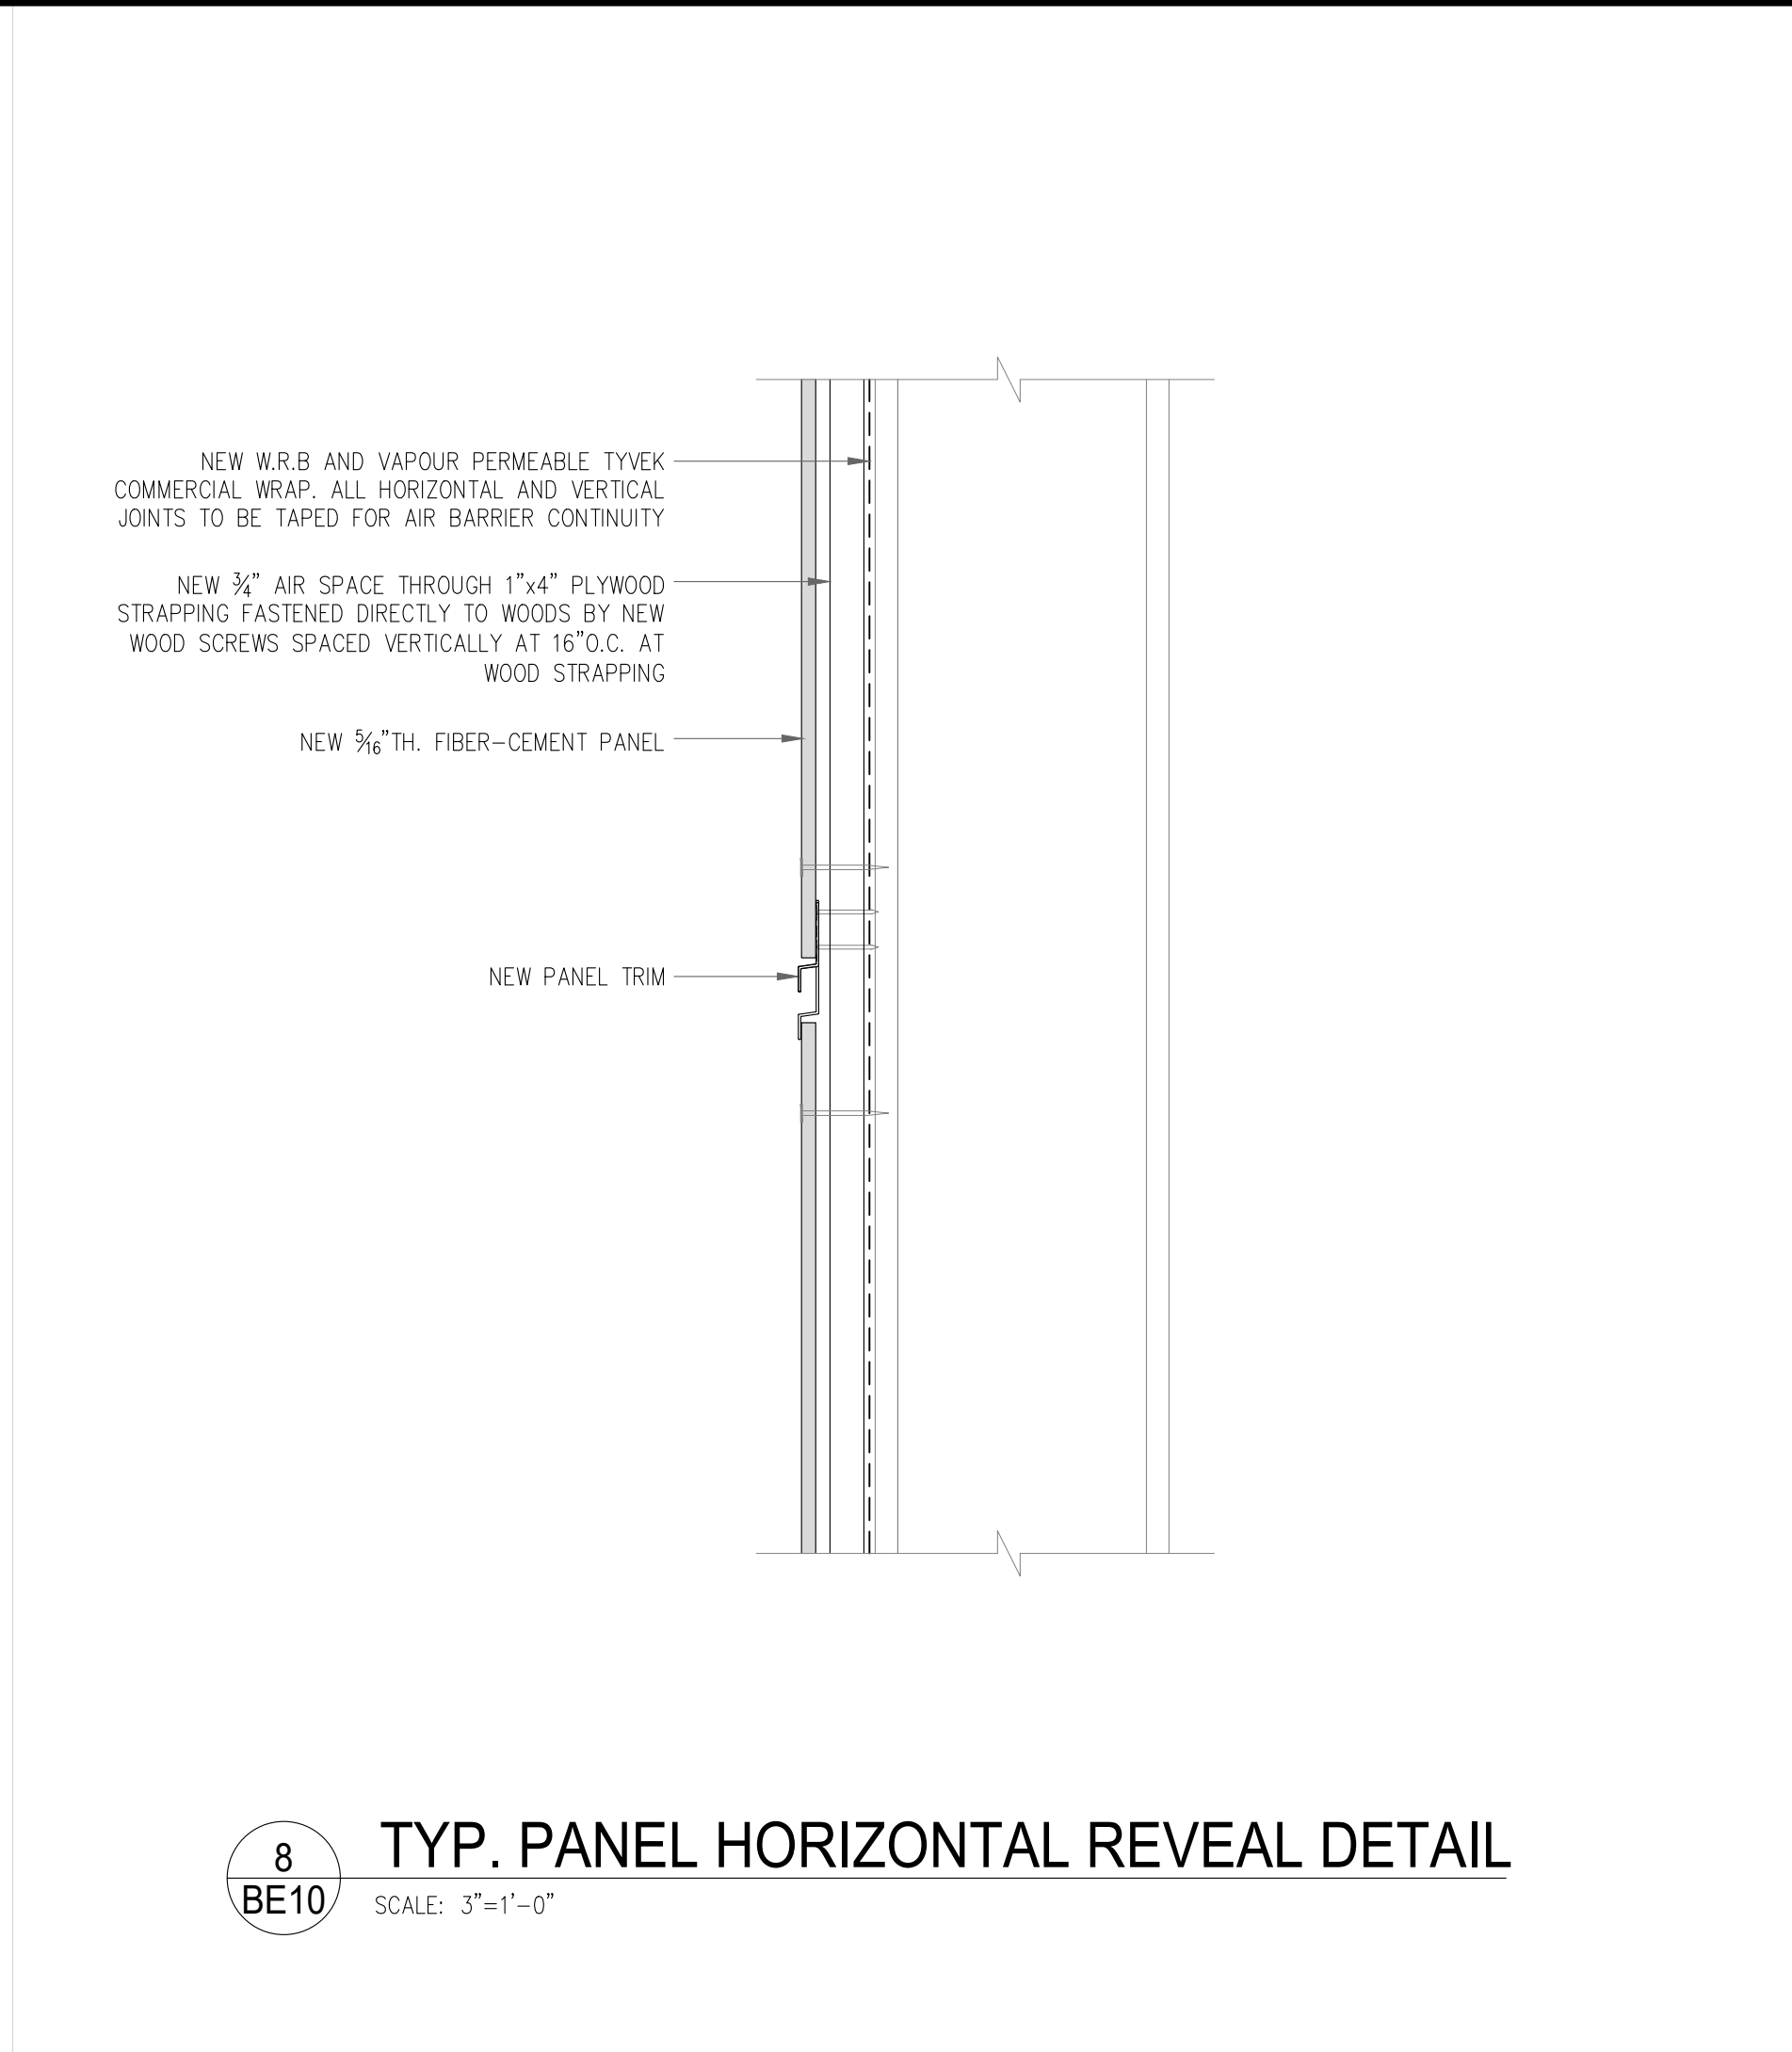 NEW W.R.B AND VAPOUR PERMEABLE TYVEK
COMMERCIAL WRAP. ALL HORIZONTAL AND VERTICAL
JOINTS TO BE TAPED FOR AIR BARRIER CONTINUITY
NEW ¾" AIR SPACE THROUGH 1"x4" PLYWOOD
STRAPPING FASTENED DIRECTLY TO WOODS BY NEW
WOOD SCREWS SPACED VERTICALLY AT 16"O.C. AT
WOOD STRAPPING
NEW 5⁄16"TH. FIBER-CEMENT PANEL
NEW PANEL TRIM
8
BE10
TYP. PANEL HORIZONTAL REVEAL DETAIL
SCALE: 3"=1'-0"